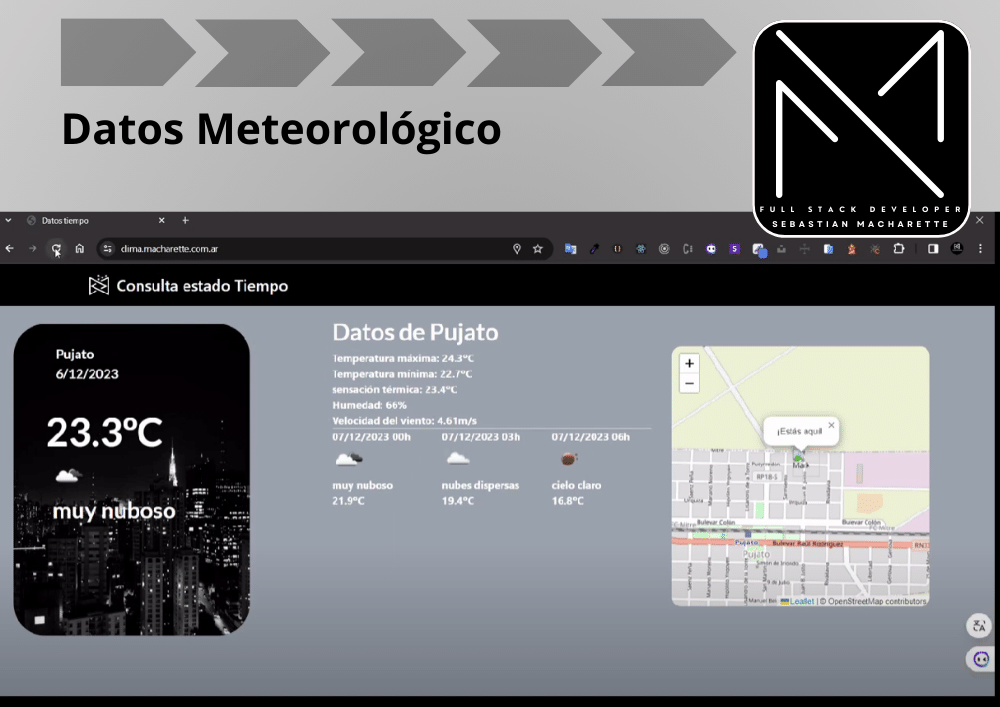 Datos Meteorológico
FULL STACK DEVELOPER
SEBASTIAN MACHARETTE
Datos tiempo
clima.macharette.com.ar
Consulta estado Tiempo
Pujato
6/12/2023
23.3ºC
muy nuboso
Datos de Pujato
Temperatura máxima: 24.3ºC
Temperatura mínima: 22.7ºC
sensación térmica: 23.4ºC
Humedad: 66%
Velocidad del viento: 4.61m/s
07/12/2023 00h 07/12/2023 03h 07/12/2023 06h
muy nuboso nubes dispersas cielo claro
21.9ºC 19.4ºC 16.8ºC
+
−
¡Estás aquí!
RP18-S
Bulevar Colón Bulevar Colón
Pujato Bulevar Raúl Rodríguez
Pujato
Leaflet | © OpenStreetMap contributors